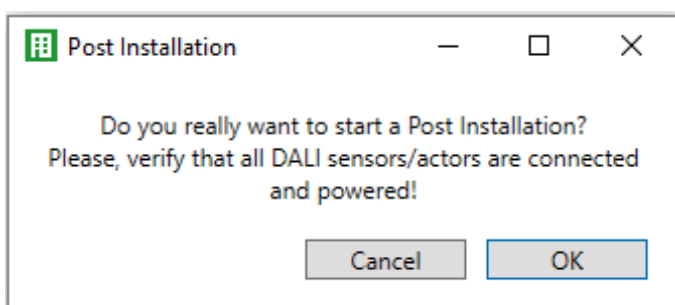 Post Installation
Do you really want to start a Post Installation?
Please, verify that all DALI sensors/actors are connected
and powered!
Cancel OK